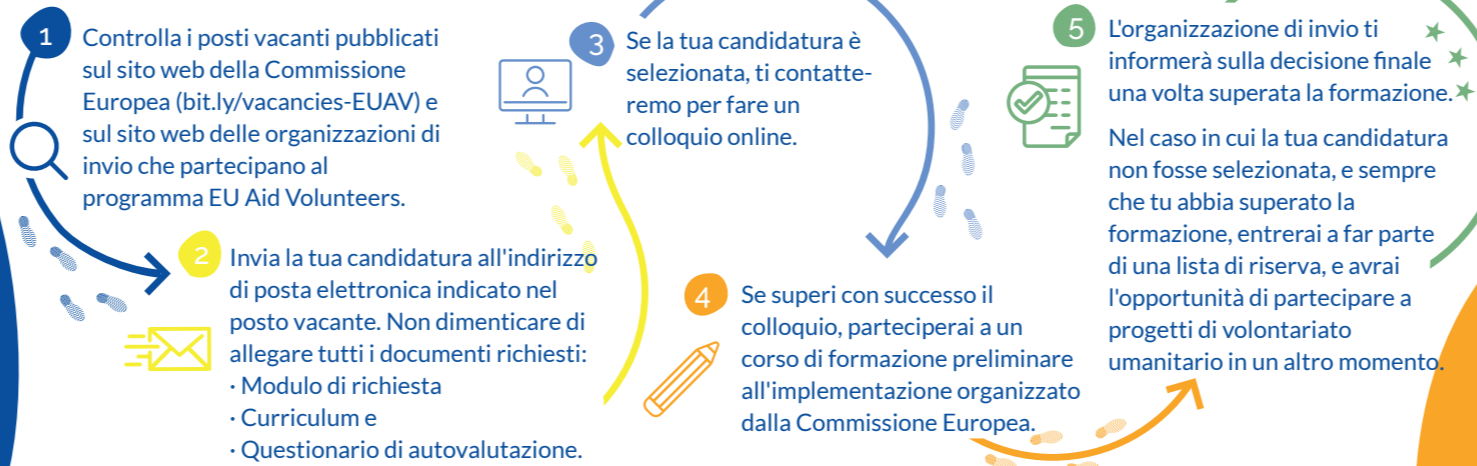 1
Controlla i posti vacanti pubblicati
sul sito web della Commissione
Europea (bit.ly/vacancies-EUAV) e
sul sito web delle organizzazioni di
invio che partecipano al
programma EU Aid Volunteers.
2
Invia la tua candidatura all'indirizzo
di posta elettronica indicato nel
posto vacante. Non dimenticare di
allegare tutti i documenti richiesti:
· Modulo di richiesta
· Curriculum e
· Questionario di autovalutazione.
3
Se la tua candidatura è
selezionata, ti contatte-
remo per fare un
colloquio online.
4
Se superi con successo il
colloquio, parteciperai a un
corso di formazione preliminare
all'implementazione organizzato
dalla Commissione Europea.
5
L'organizzazione di invio ti
informerà sulla decisione finale
una volta superata la formazione.
Nel caso in cui la tua candidatura
non fosse selezionata, e sempre
che tu abbia superato la
formazione, entrerai a far parte
di una lista di riserva, e avrai
l'opportunità di partecipare a
progetti di volontariato
umanitario in un altro momento.